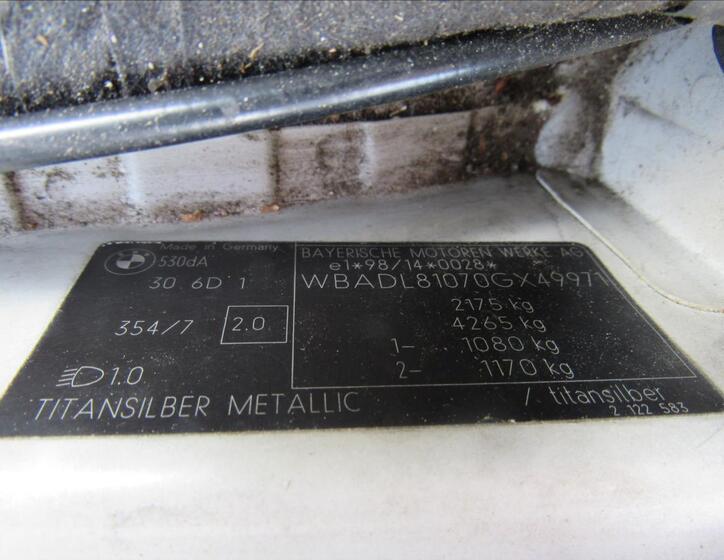 Made in Germany
530dA
30 6D 1
354/7 2.0
1.0
TITANSILBER METALLIC
BAYERISCHE MOTOREN WERKE AG
e1*98/14*0028*
WBADL81070GX49971
2175 kg
4265 kg
1- 1080 kg
2- 1170 kg
/ titansilber
2 122 583